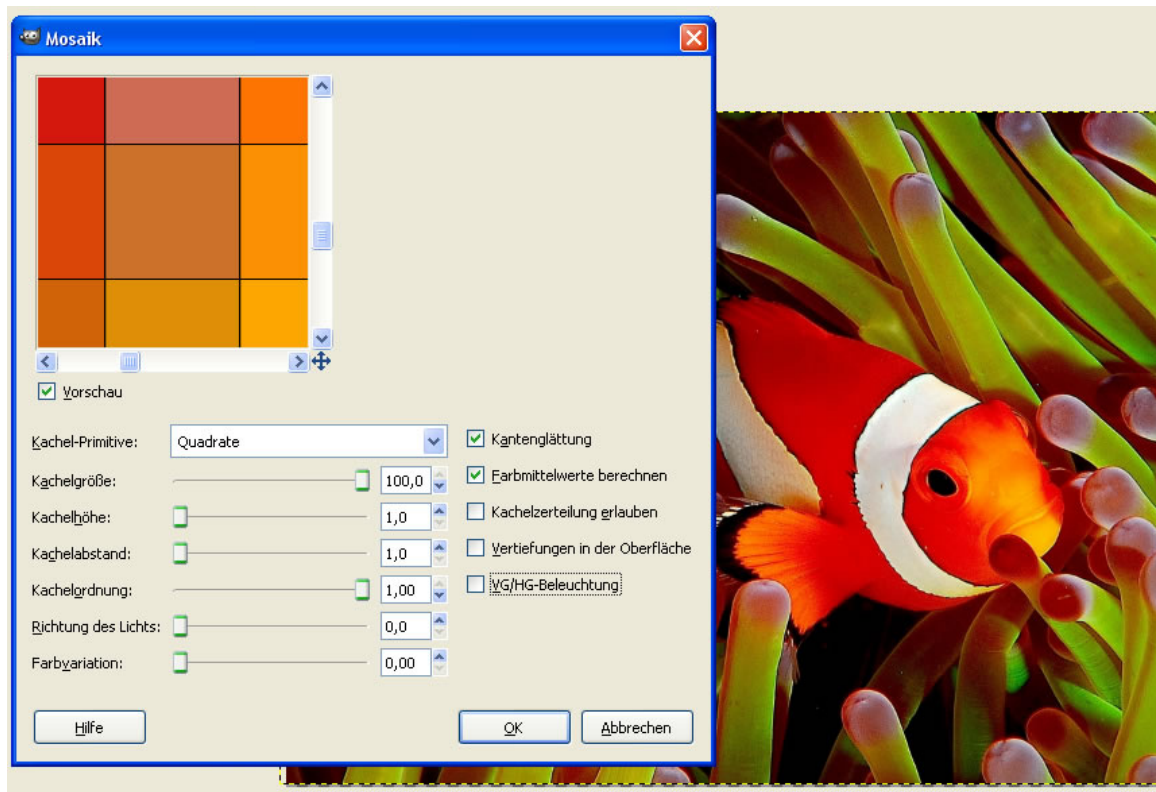 Mosaik
Vorschau
Kachel-Primitive: Quadrate
Kachelgröße: 100,0
Kachelhöhe: 1,0
Kachelabstand: 1,0
Kachelordnung: 1,00
Richtung des Lichts: 0,0
Farbvariation: 0,00
Kantenglättung
Farbmittelwerte berechnen
Kachelzerteilung erlauben
Vertiefungen in der Oberfläche
VG/HG-Beleuchtung
Hilfe
OK
Abbrechen